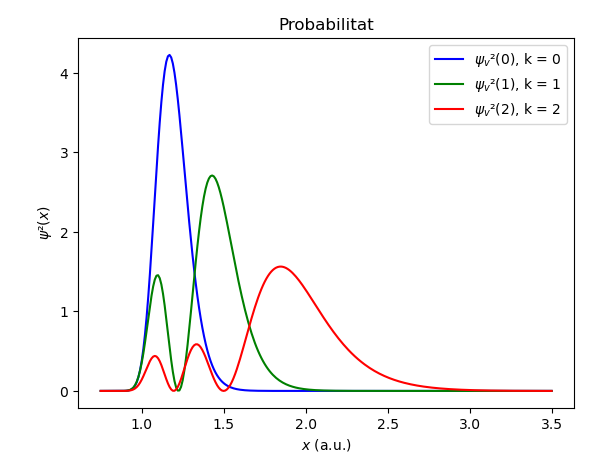 Probabilitat
ψᵥ²(0), k = 0
ψᵥ²(1), k = 1
ψᵥ²(2), k = 2
4
3
2
1
0
ψ²(x)
1.0 1.5 2.0 2.5 3.0 3.5
x (a.u.)